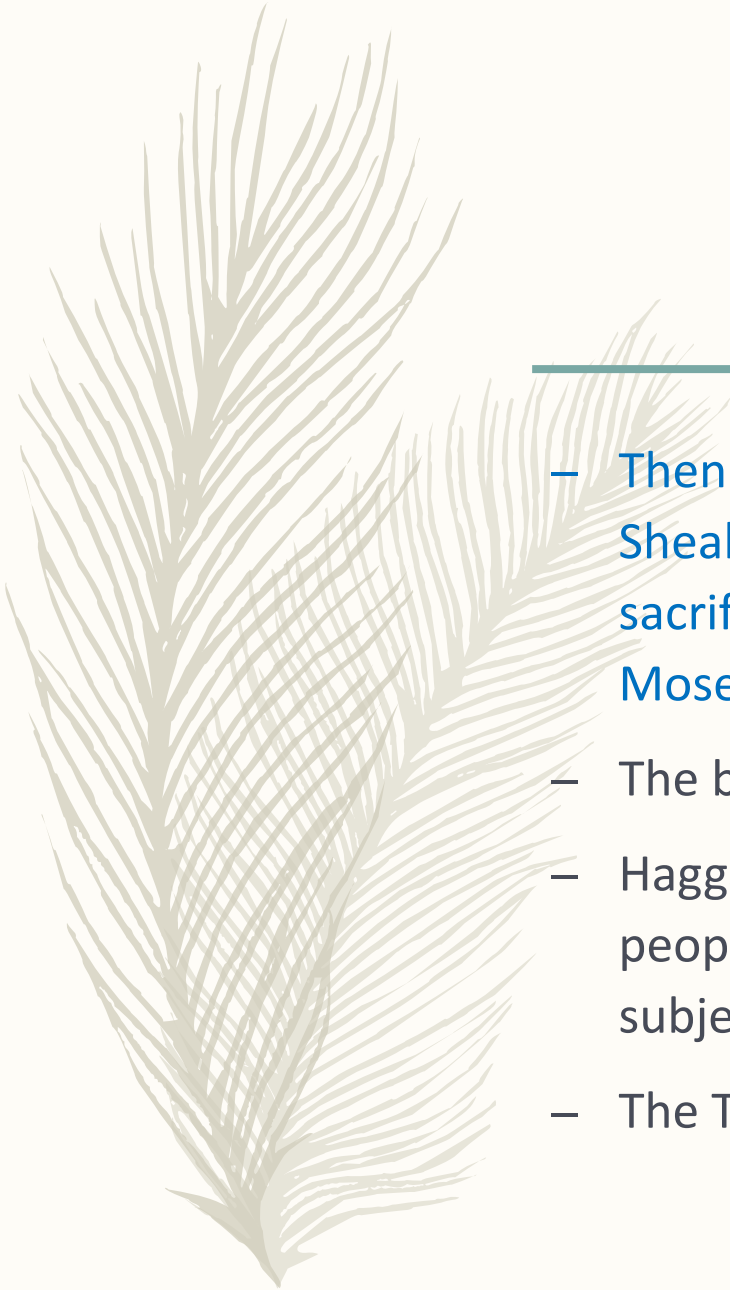 – Then
Sheal
sacrif
Mose
– The b
– Hagg
peop
subje
– The T